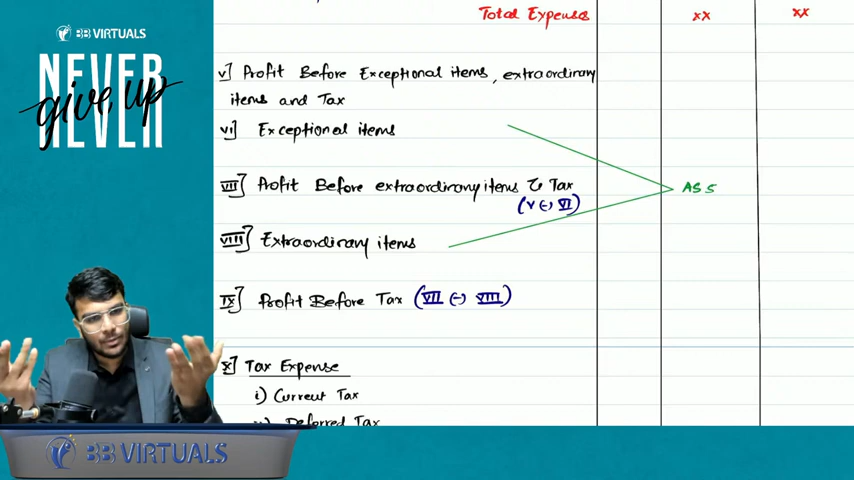 BB VIRTUALS
NEVER
give up
NEVER
Total Expenses xx xx
V] Profit Before Exceptional items, extraordinary
items and Tax
VI] Exceptional items
VII] Profit Before extraordinary items & Tax
(V (-) VI)
AS 5
VIII] Extraordinary items
IX] Profit Before Tax (VII (-) VIII)
X] Tax Expense
i) Current Tax
ii) Deferred Tax
BB VIRTUALS